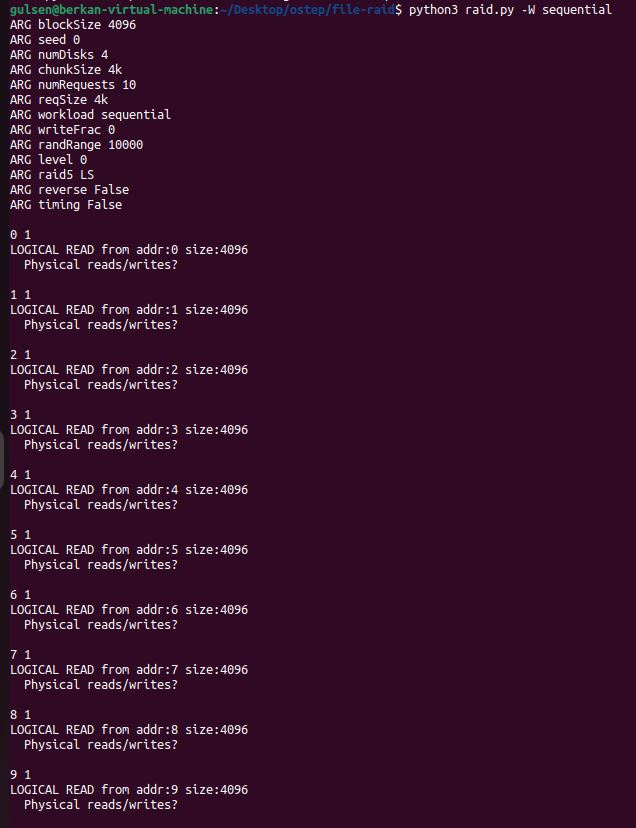 gulsen@berkan-virtual-machine:~/Desktop/ostep/file-raid$ python3 raid.py -W sequential
ARG blockSize 4096
ARG seed 0
ARG numDisks 4
ARG chunkSize 4k
ARG numRequests 10
ARG reqSize 4k
ARG workload sequential
ARG writeFrac 0
ARG randRange 10000
ARG level 0
ARG raid5 LS
ARG reverse False
ARG timing False

0 1
LOGICAL READ from addr:0 size:4096
  Physical reads/writes?

1 1
LOGICAL READ from addr:1 size:4096
  Physical reads/writes?

2 1
LOGICAL READ from addr:2 size:4096
  Physical reads/writes?

3 1
LOGICAL READ from addr:3 size:4096
  Physical reads/writes?

4 1
LOGICAL READ from addr:4 size:4096
  Physical reads/writes?

5 1
LOGICAL READ from addr:5 size:4096
  Physical reads/writes?

6 1
LOGICAL READ from addr:6 size:4096
  Physical reads/writes?

7 1
LOGICAL READ from addr:7 size:4096
  Physical reads/writes?

8 1
LOGICAL READ from addr:8 size:4096
  Physical reads/writes?

9 1
LOGICAL READ from addr:9 size:4096
  Physical reads/writes?